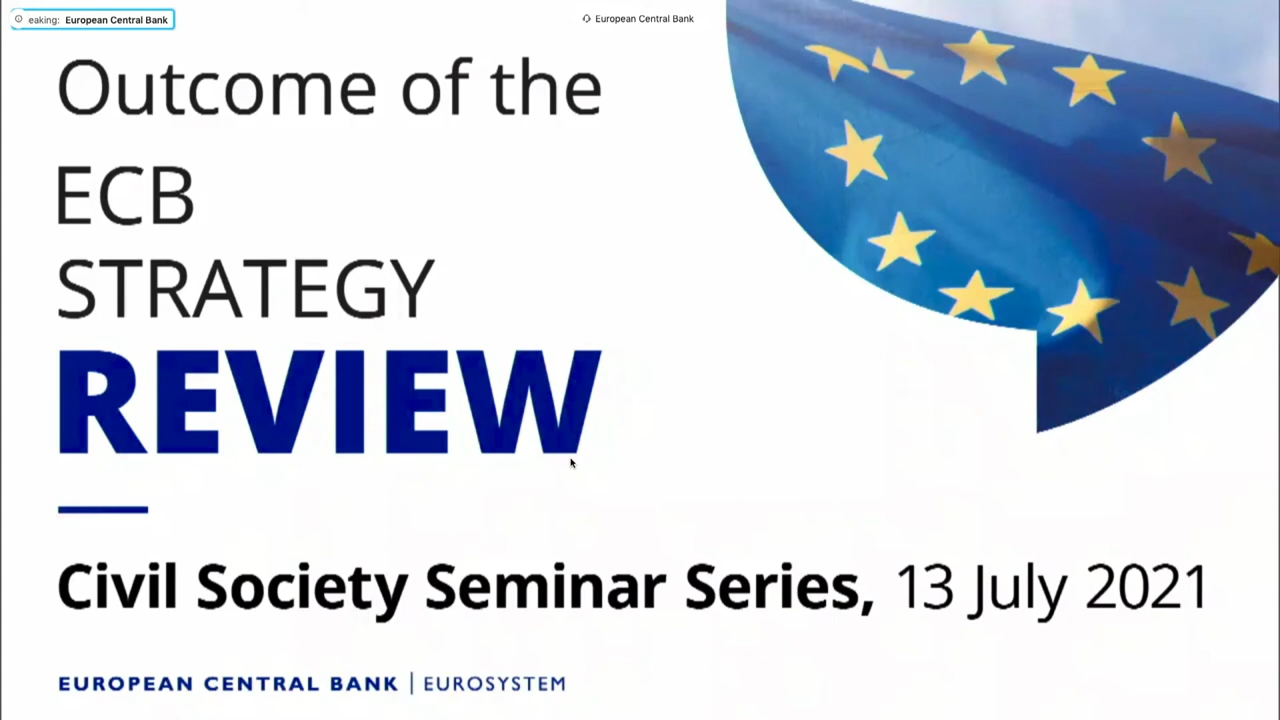 eaking: European Central Bank
European Central Bank
Outcome of the
ECB
STRATEGY
REVIEW
Civil Society Seminar Series, 13 July 2021
EUROPEAN CENTRAL BANK | EUROSYSTEM